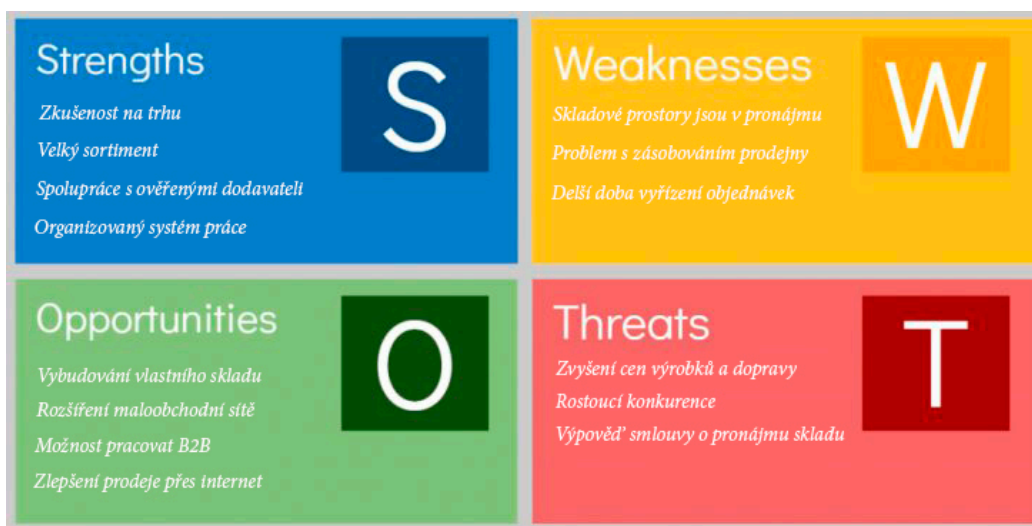 Strengths
S
Zkušenost na trhu
Velký sortiment
Spolupráce s ověřenými dodavateli
Organizovaný systém práce
Weaknesses
W
Skladové prostory jsou v pronájmu
Problem s zásobováním prodejny
Delší doba vyřízení objednávek
Opportunities
O
Vybudování vlastního skladu
Rozšíření maloobchodní sítě
Možnost pracovat B2B
Zlepšení prodeje přes internet
Threats
T
Zvyšení cen výrobků a dopravy
Rostoucí konkurence
Výpověď smlouvy o pronájmu skladu